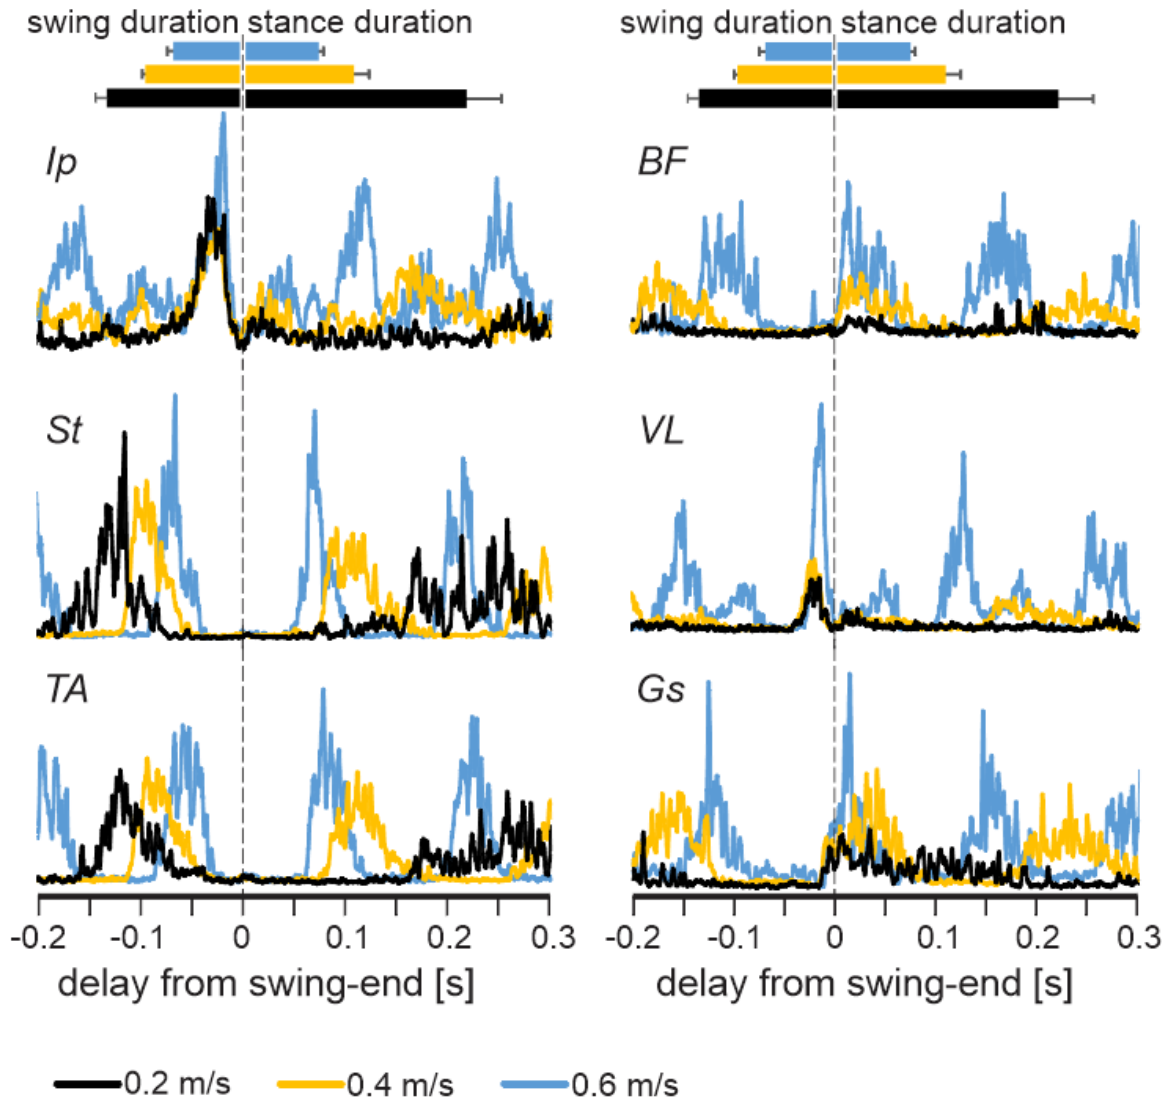 swing duration stance duration
swing duration stance duration
Ip
BF
St
VL
TA
Gs
-0.2 -0.1 0 0.1 0.2 0.3
-0.2 -0.1 0 0.1 0.2 0.3
delay from swing-end [s]
delay from swing-end [s]
0.2 m/s 0.4 m/s 0.6 m/s